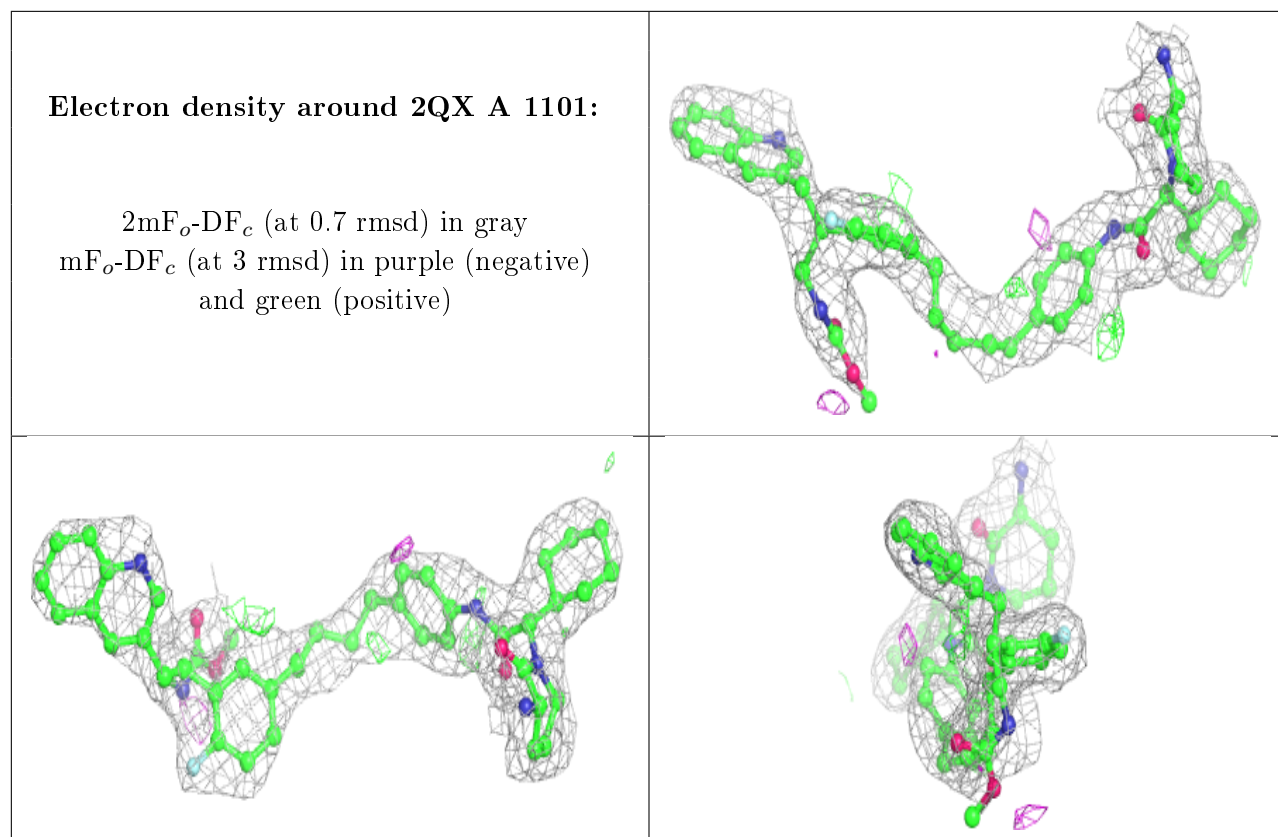 Electron density around 2QX A 1101:
2mFo-DFc (at 0.7 rmsd) in gray
mFo-DFc (at 3 rmsd) in purple (negative)
and green (positive)